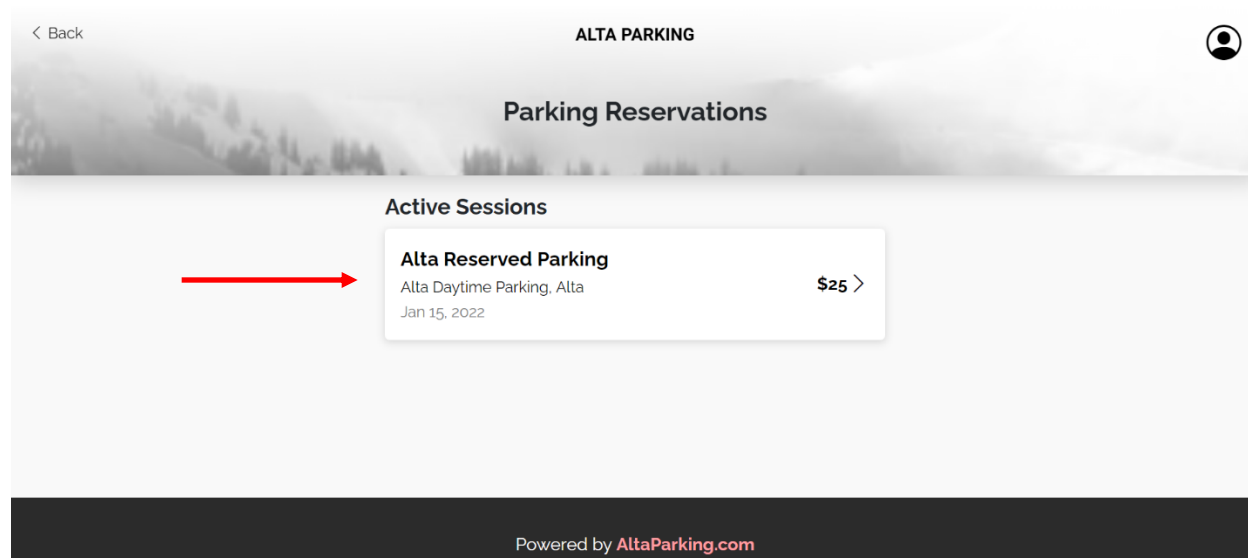 < Back
ALTA PARKING
Parking Reservations
Active Sessions
Alta Reserved Parking
Alta Daytime Parking, Alta
Jan 15, 2022
$25 >
Powered by AltaParking.com